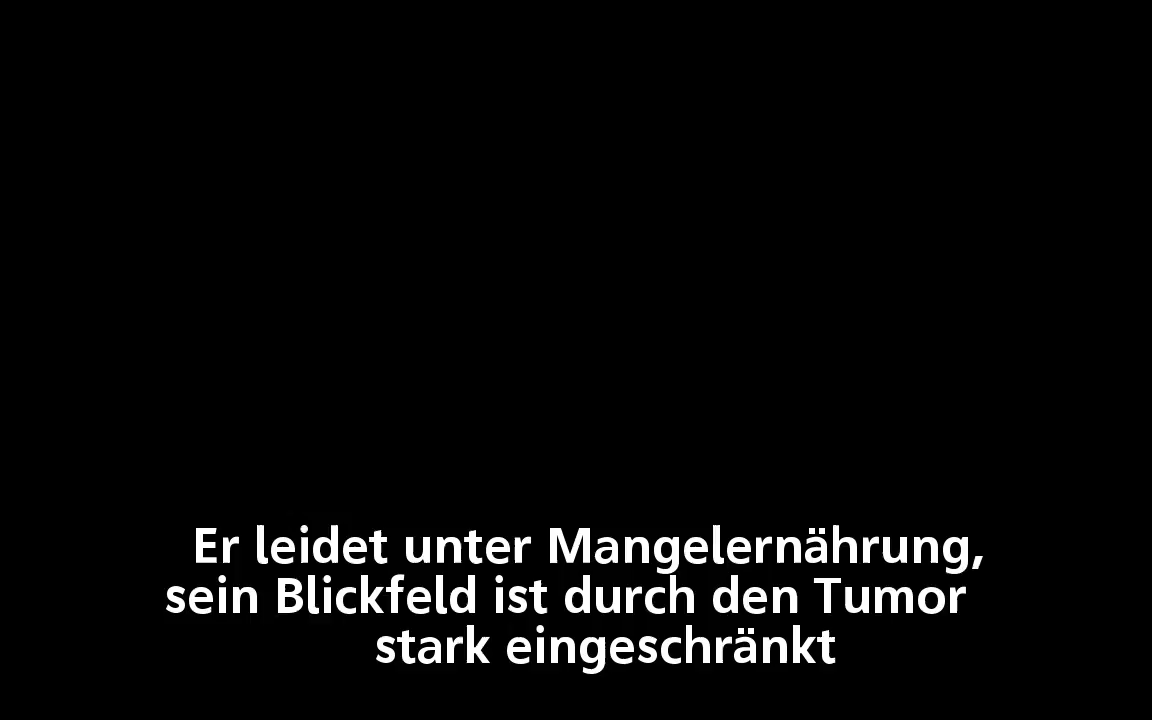 Er leidet unter Mangelernährung,
sein Blickfeld ist durch den Tumor
stark eingeschränkt